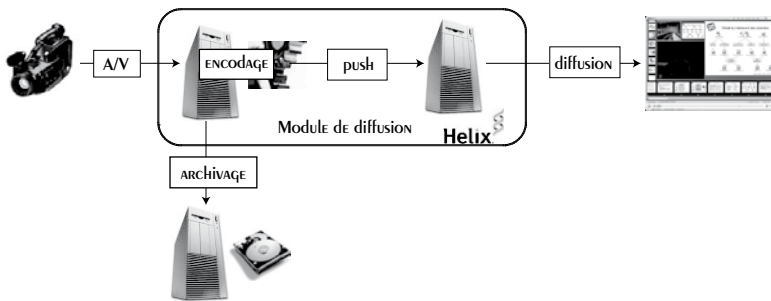 A/V
ENCODAGE
PUSH
diffusion
Module de diffusion
Helix
ARCHIVAGE